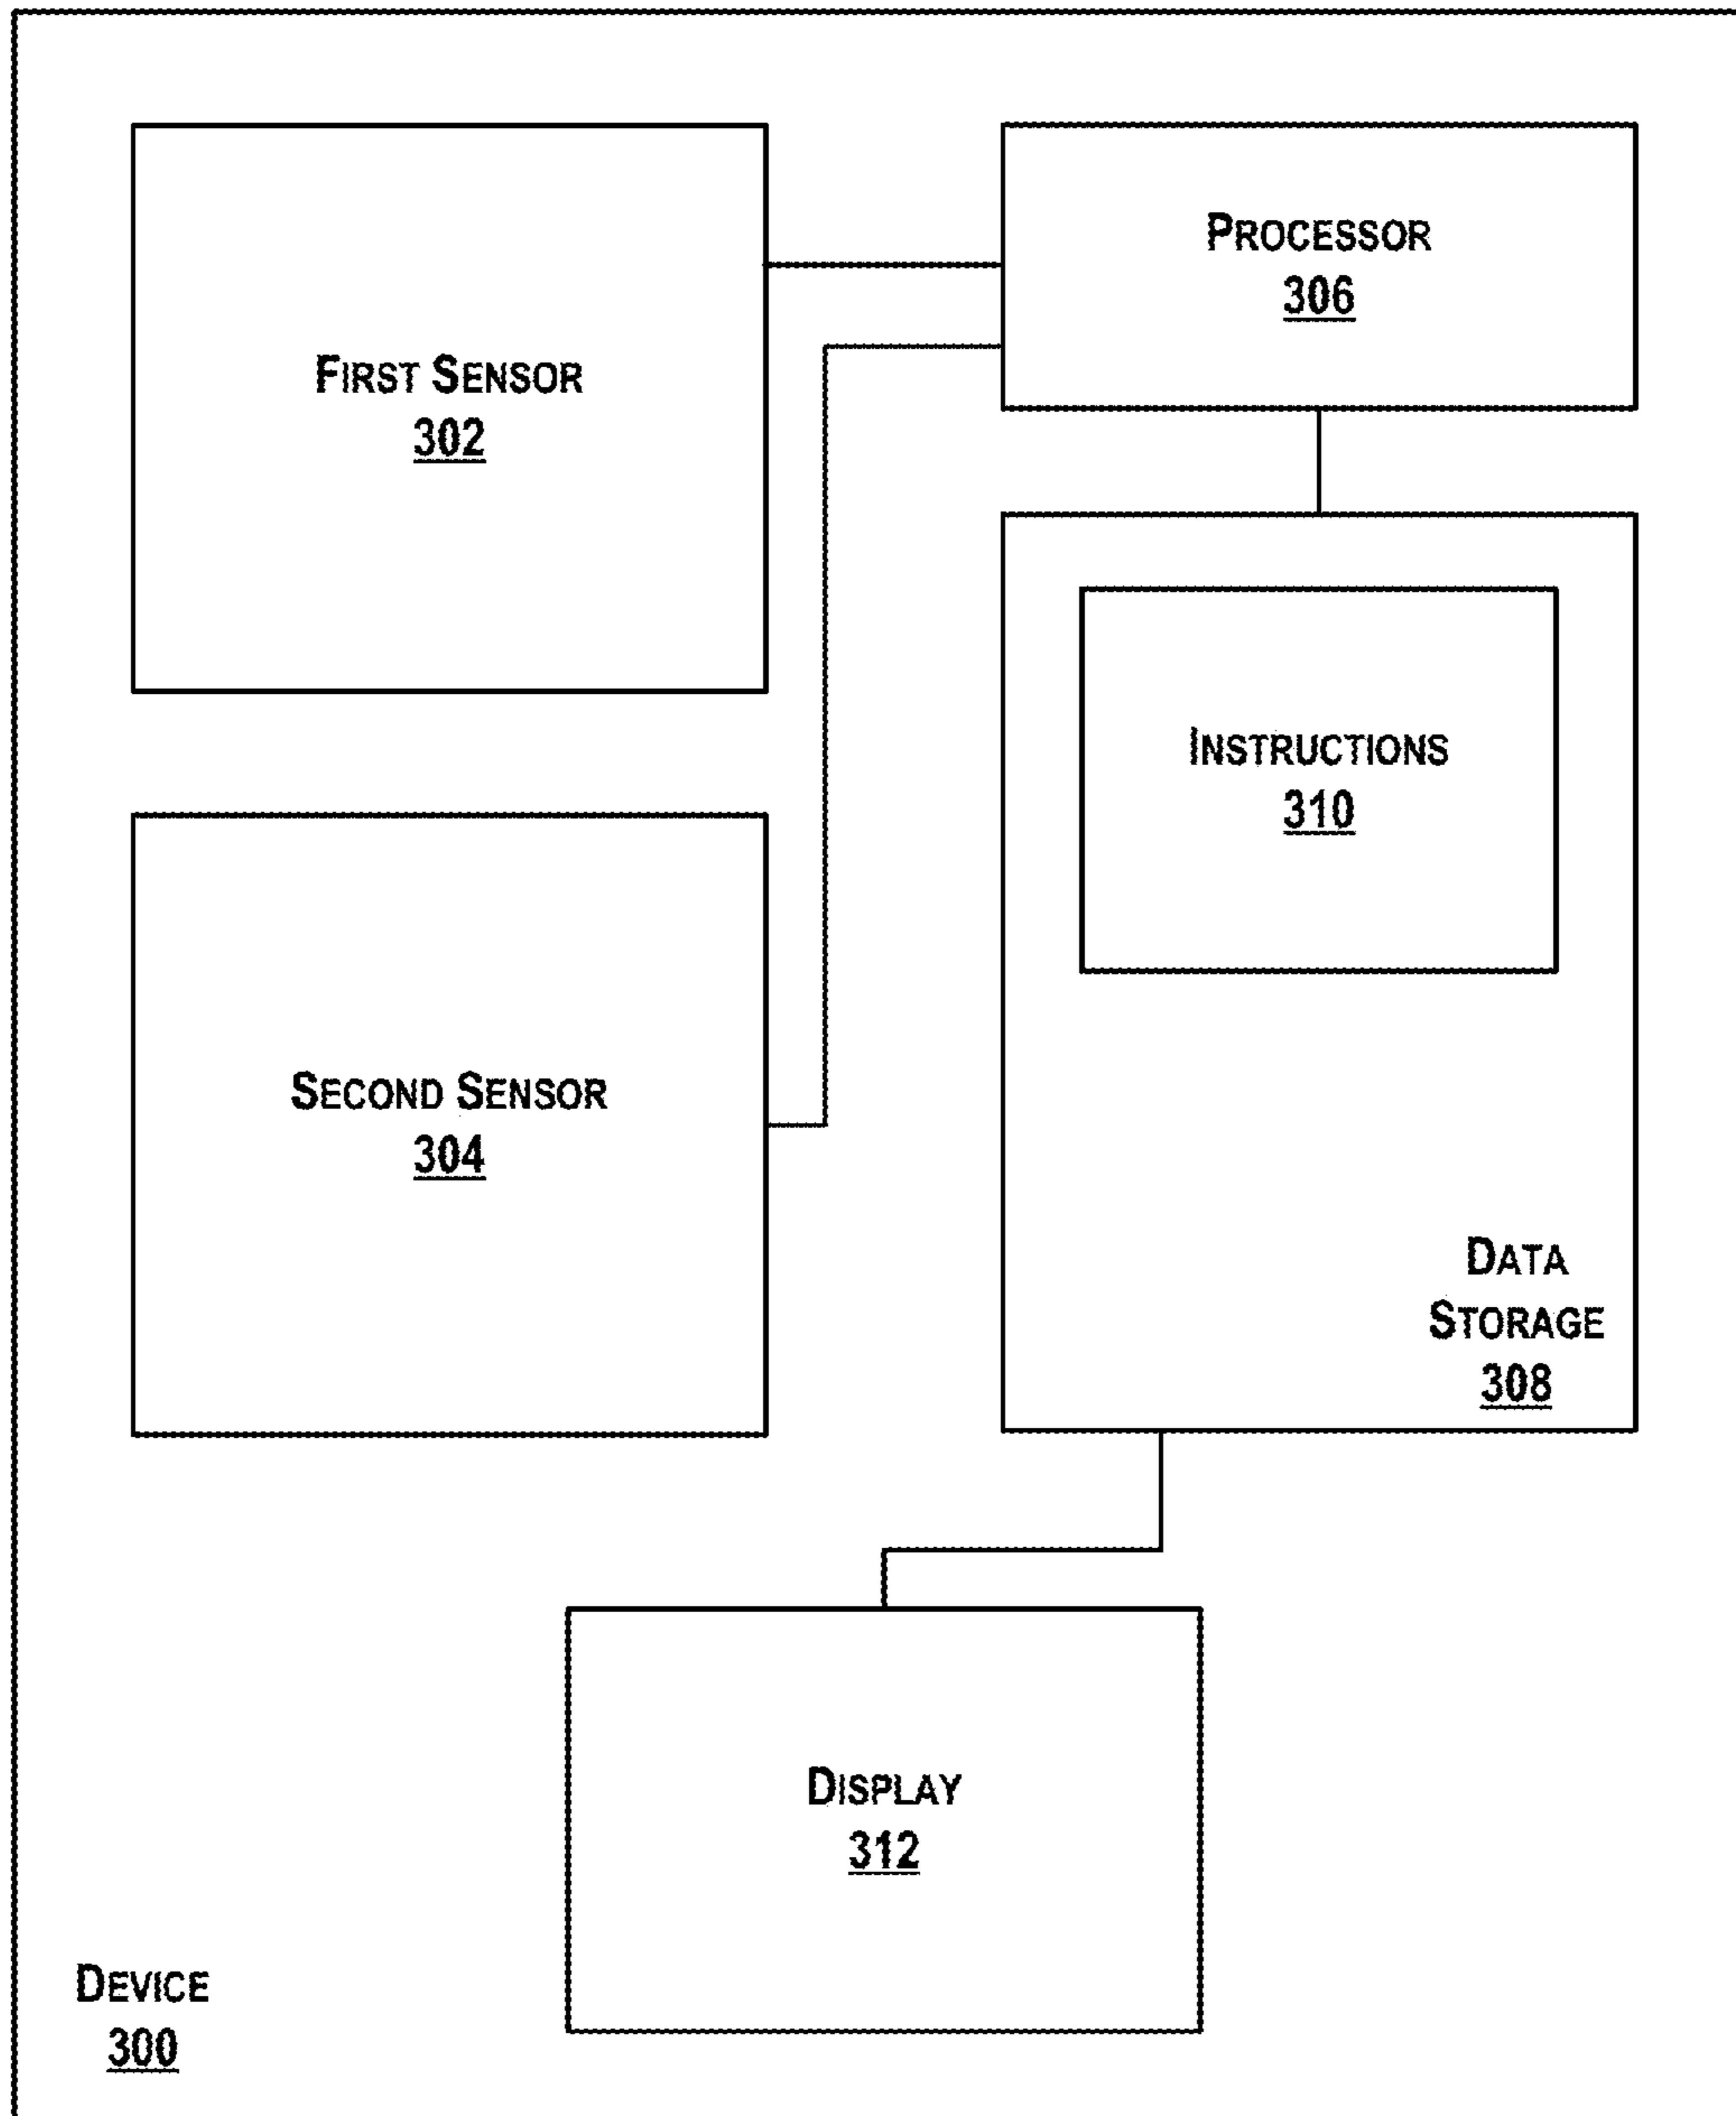 PROCESSOR
306
FIRST SENSOR
302
INSTRUCTIONS
310
SECOND SENSOR
304
DATA
STORAGE
308
DISPLAY
312
DEVICE
300